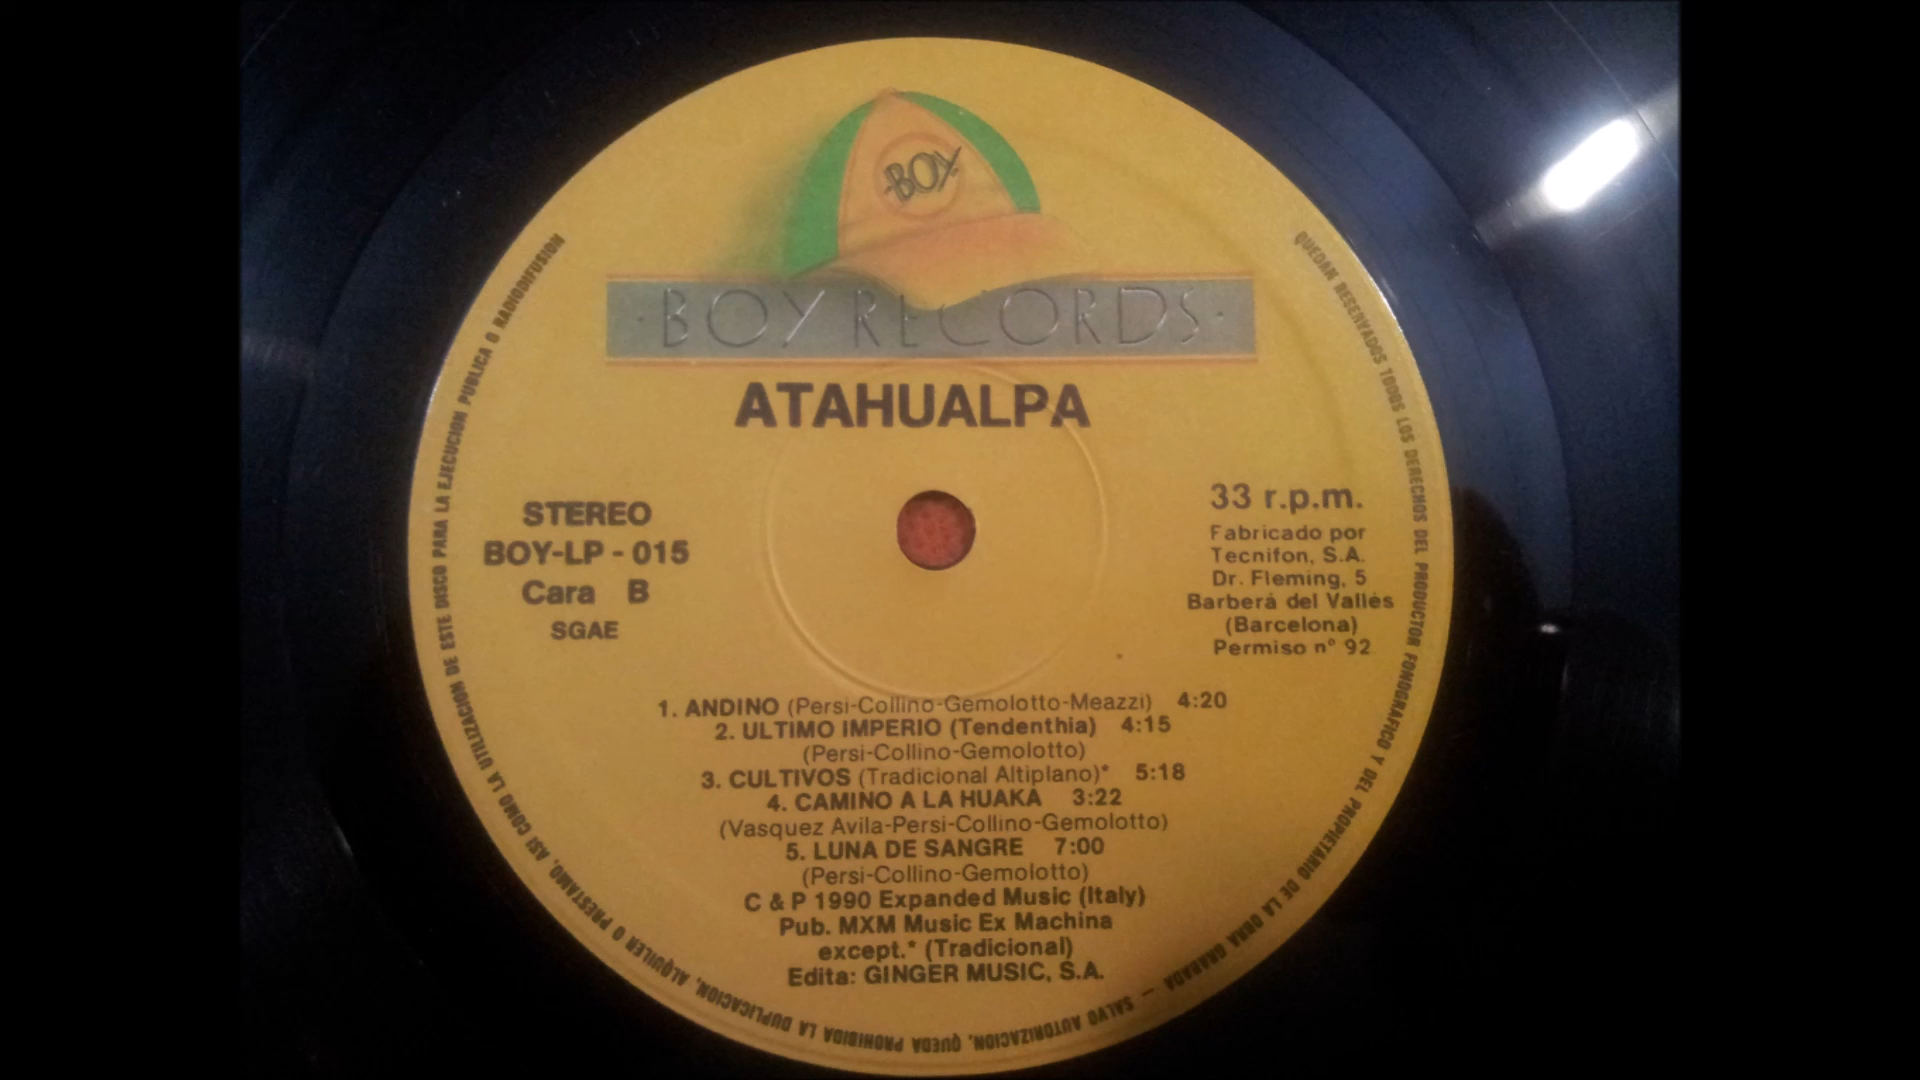 BOY
BOY RECORDS
ATAHUALPA
STEREO
BOY-LP - 015
Cara B
SGAE
33 r.p.m.
Fabricado por
Tecnifon, S.A.
Dr. Fleming, 5
Barberá del Vallés
(Barcelona)
Permiso n° 92
1. ANDINO (Persi-Collino-Gemolotto-Meazzi) 4:20
2. ULTIMO IMPERIO (Tendenthia) 4:15
(Persi-Collino-Gemolotto)
3. CULTIVOS (Tradicional Altiplano)* 5:18
4. CAMINO A LA HUAKA 3:22
(Vasquez Avila-Persi-Collino-Gemolotto)
5. LUNA DE SANGRE 7:00
(Persi-Collino-Gemolotto)
C & P 1990 Expanded Music (Italy)
Pub. MXM Music Ex Machina
except.* (Tradicional)
Edita: GINGER MUSIC, S.A.
QUEDAN RESERVADOS TODOS LOS DERECHOS DEL PRODUCTOR FONOGRAFICO Y DEL PROPIETARIO DE LA OBRA GRABADA — SALVO AUTORIZACION, QUEDA PROHIBIDA LA DUPLICACION, ALQUILER O PRESTAMO, ASI COMO LA UTILIZACION DE ESTE DISCO PARA LA EJECUCION PUBLICA O RADIODIFUSION